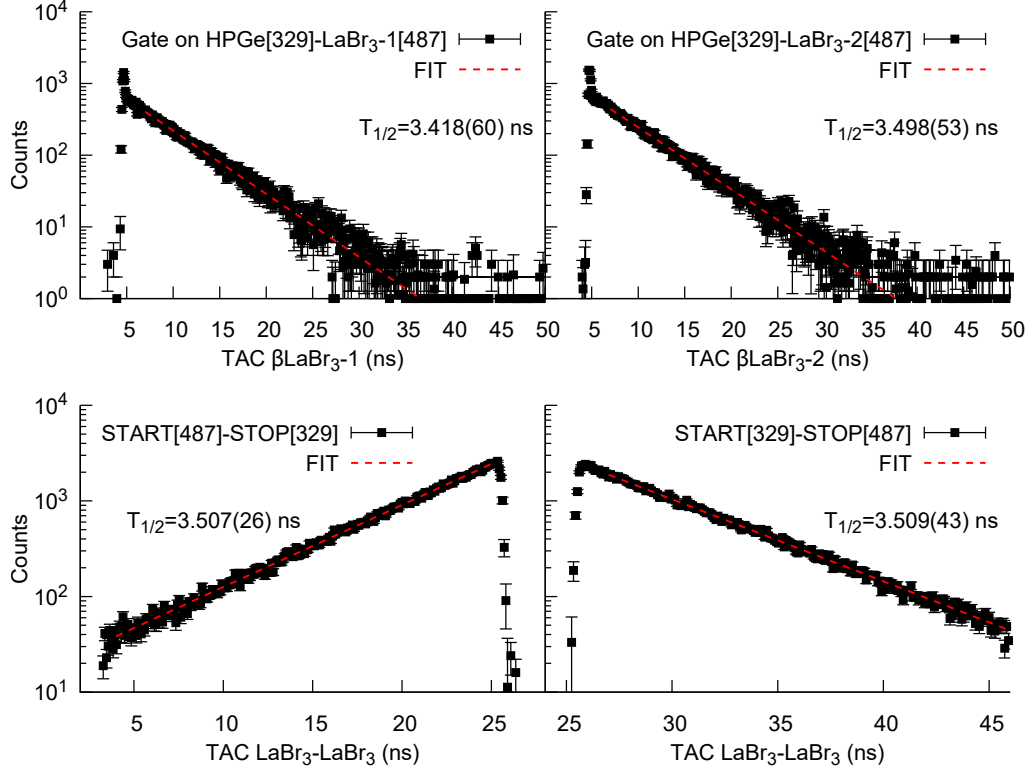 Gate on HPGe[329]-LaBr₃-1[487]
FIT
T₁/₂=3.418(60) ns
Counts
10⁴
10³
10²
10¹
10⁰
5 10 15 20 25 30 35 40 45 50
TAC βLaBr₃-1 (ns)
Gate on HPGe[329]-LaBr₃-2[487]
FIT
T₁/₂=3.498(53) ns
5 10 15 20 25 30 35 40 45 50
TAC βLaBr₃-2 (ns)
START[487]-STOP[329]
FIT
T₁/₂=3.507(26) ns
Counts
10⁴
10³
10²
10¹
5 10 15 20 25
TAC LaBr₃-LaBr₃ (ns)
START[329]-STOP[487]
FIT
T₁/₂=3.509(43) ns
25 30 35 40 45
TAC LaBr₃-LaBr₃ (ns)